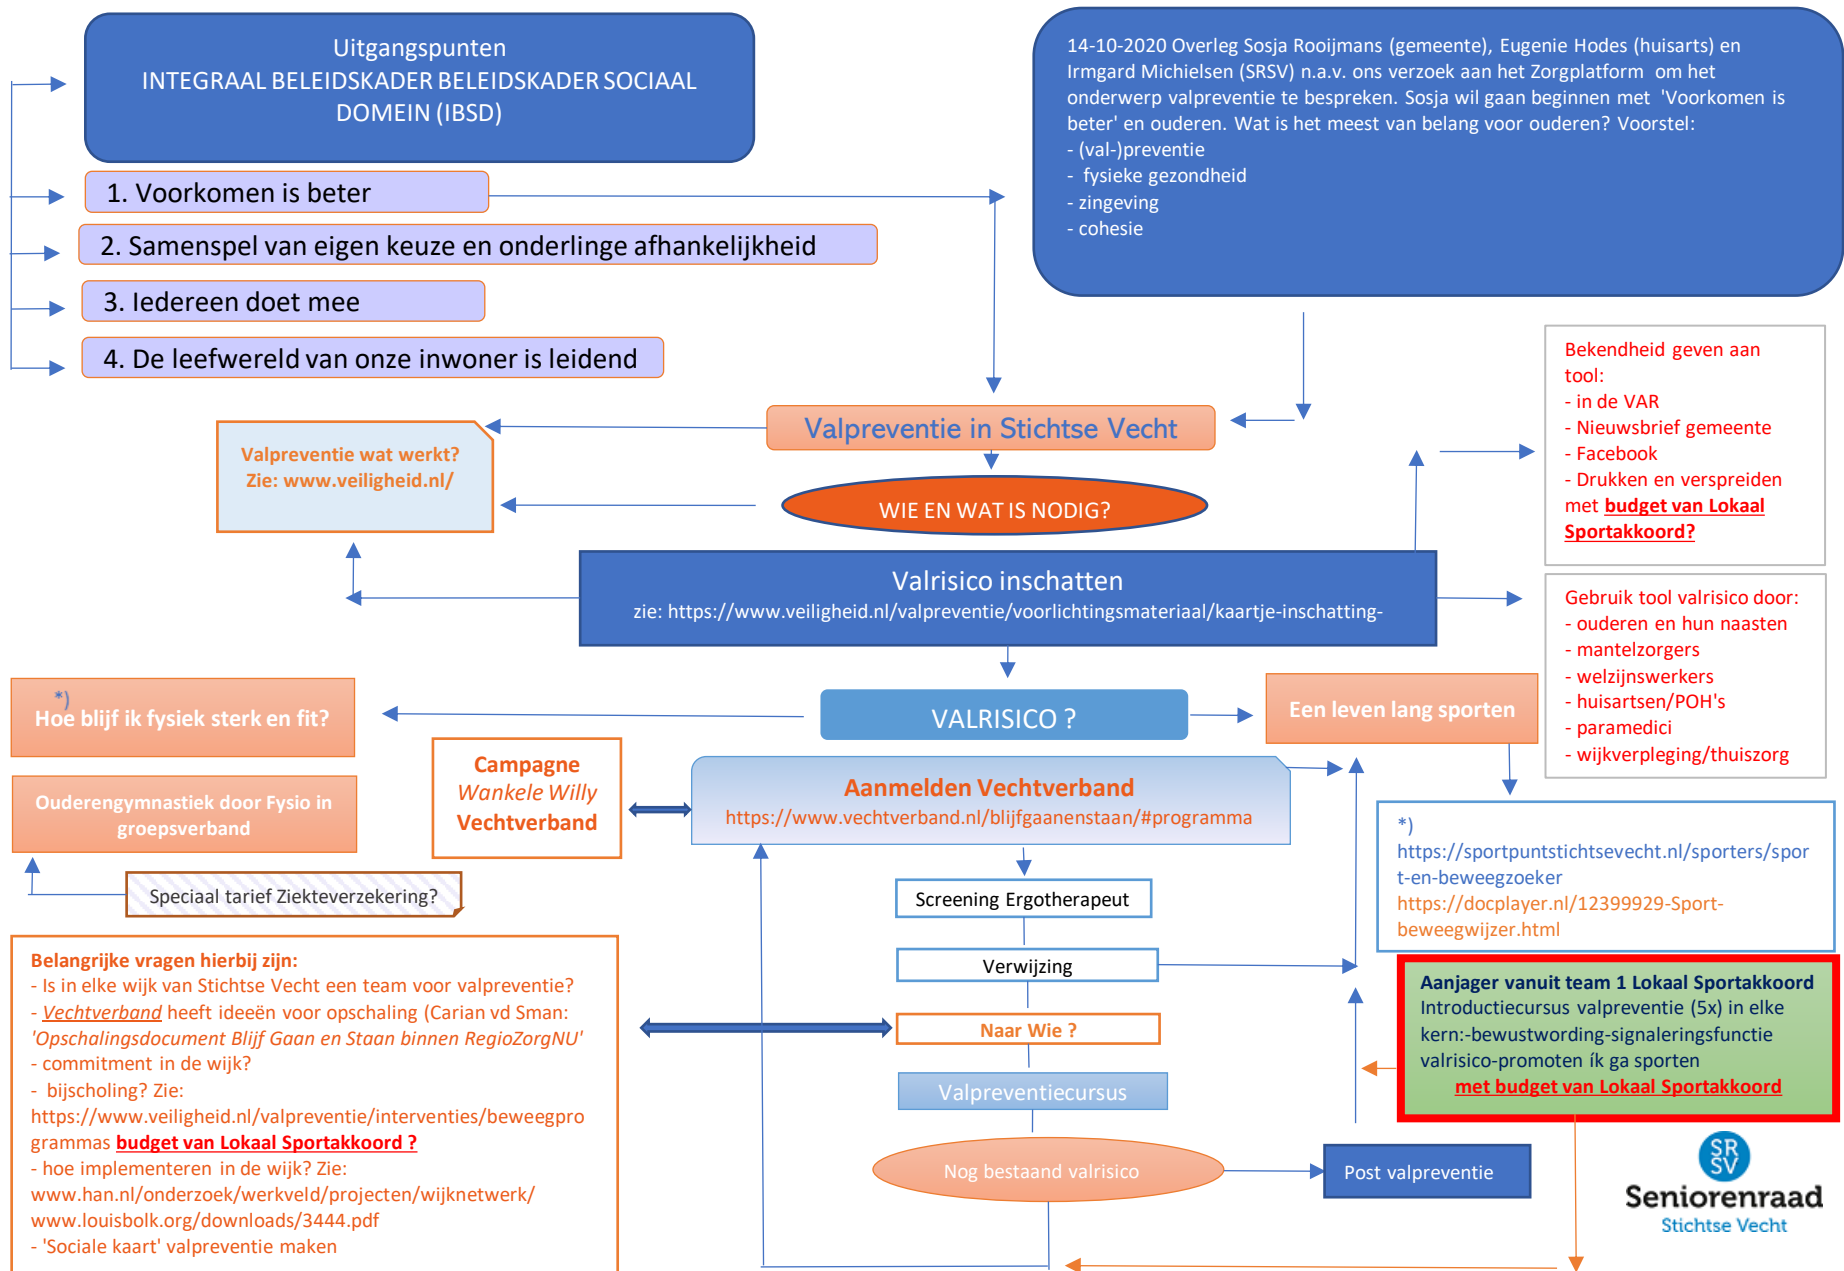 Uitgangspunten
INTEGRAAL BELEIDSKADER BELEIDSKADER SOCIAAL
DOMEIN (IBSD)
14-10-2020 Overleg Sosja Rooijmans (gemeente), Eugenie Hodes (huisarts) en
Irmgard Michielsen (SRSV) n.a.v. ons verzoek aan het Zorgplatform om het
onderwerp valpreventie te bespreken. Sosja wil gaan beginnen met 'Voorkomen is
beter' en ouderen. Wat is het meest van belang voor ouderen? Voorstel:
- (val-)preventie
- fysieke gezondheid
- zingeving
- cohesie
1. Voorkomen is beter
2. Samenspel van eigen keuze en onderlinge afhankelijkheid
3. Iedereen doet mee
4. De leefwereld van onze inwoner is leidend
Valpreventie in Stichtse Vecht
Valpreventie wat werkt?
Zie: www.veiligheid.nl/
WIE EN WAT IS NODIG?
Bekendheid geven aan
tool:
- in de VAR
- Nieuwsbrief gemeente
- Facebook
- Drukken en verspreiden
met budget van Lokaal
Sportakkoord?
Valrisico inschatten
zie: https://www.veiligheid.nl/valpreventie/voorlichtingsmateriaal/kaartje-inschatting-
Gebruik tool valrisico door:
- ouderen en hun naasten
- mantelzorgers
- welzijnswerkers
- huisartsen/POH's
- paramedici
- wijkverpleging/thuiszorg
*)
Hoe blijf ik fysiek sterk en fit?
VALRISICO ?
Een leven lang sporten
Ouderengymnastiek door Fysio in
groepsverband
Campagne
Wankele Willy
Vechtverband
Aanmelden Vechtverband
https://www.vechtverband.nl/blijfgaanenstaan/#programma
*)
https://sportpuntstichtsevecht.nl/sporters/spor
t-en-beweegzoeker
https://docplayer.nl/12399929-Sport-
beweegwijzer.html
Speciaal tarief Ziekteverzekering?
Screening Ergotherapeut
Verwijzing
Naar Wie ?
Valpreventiecursus
Nog bestaand valrisico
Post valpreventie
Belangrijke vragen hierbij zijn:
- Is in elke wijk van Stichtse Vecht een team voor valpreventie?
- Vechtverband heeft ideeën voor opschaling (Carian vd Sman:
'Opschalingsdocument Blijf Gaan en Staan binnen RegioZorgNU'
- commitment in de wijk?
- bijscholing? Zie:
https://www.veiligheid.nl/valpreventie/interventies/beweegpro
grammas budget van Lokaal Sportakkoord ?
- hoe implementeren in de wijk? Zie:
www.han.nl/onderzoek/werkveld/projecten/wijknetwerk/
www.louisbolk.org/downloads/3444.pdf
- 'Sociale kaart' valpreventie maken
Aanjager vanuit team 1 Lokaal Sportakkoord
Introductiecursus valpreventie (5x) in elke
kern:-bewustwording-signaleringsfunctie
valrisico-promoten ík ga sporten
met budget van Lokaal Sportakkoord
SR
SV
Seniorenraad
Stichtse Vecht